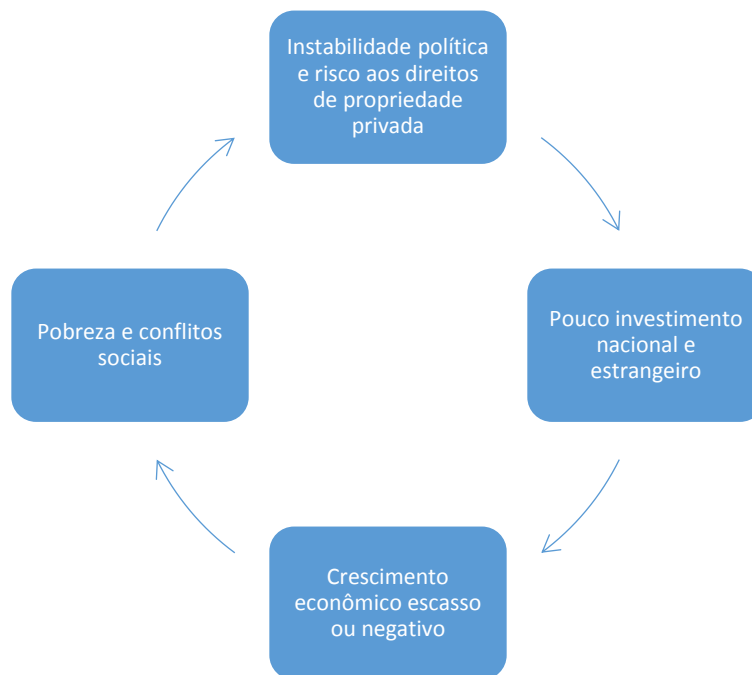 Instabilidade política
e risco aos direitos
de propriedade
privada
Pouco investimento
nacional e
estrangeiro
Crescimento
econômico escasso
ou negativo
Pobreza e conflitos
sociais